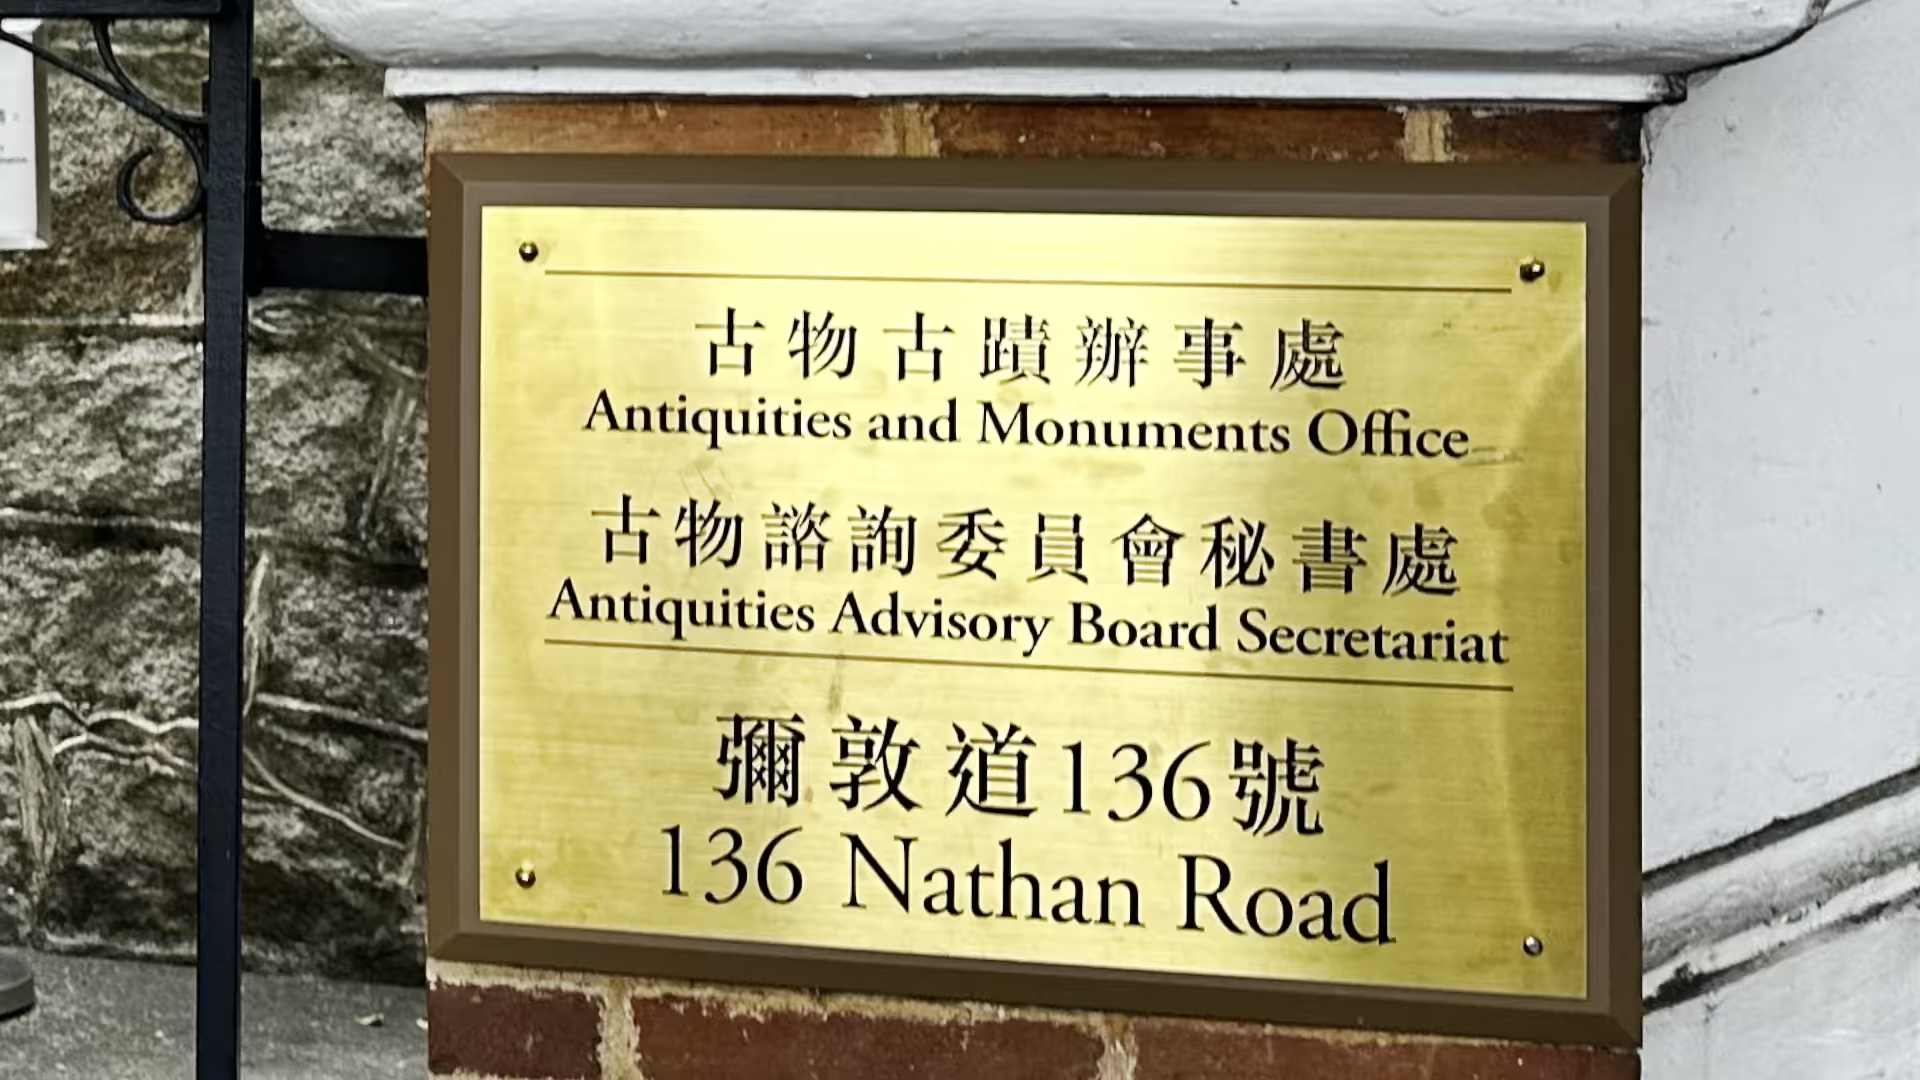 古物古蹟辦事處
Antiquities and Monuments Office
古物諮詢委員會秘書處
Antiquities Advisory Board Secretariat
彌敦道136號
136 Nathan Road